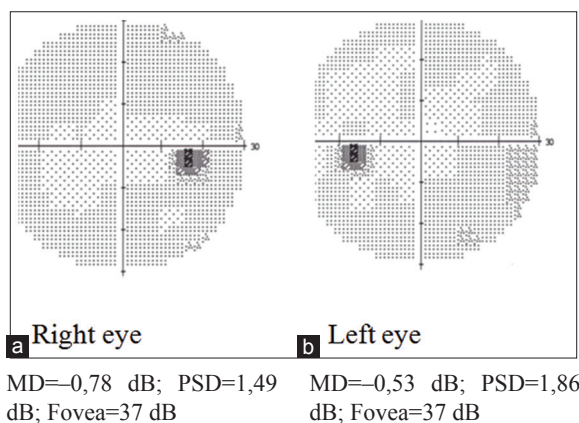 30
30
a Right eye
b Left eye
MD=–0,78 dB; PSD=1,49
dB; Fovea=37 dB
MD=–0,53 dB; PSD=1,86
dB; Fovea=37 dB